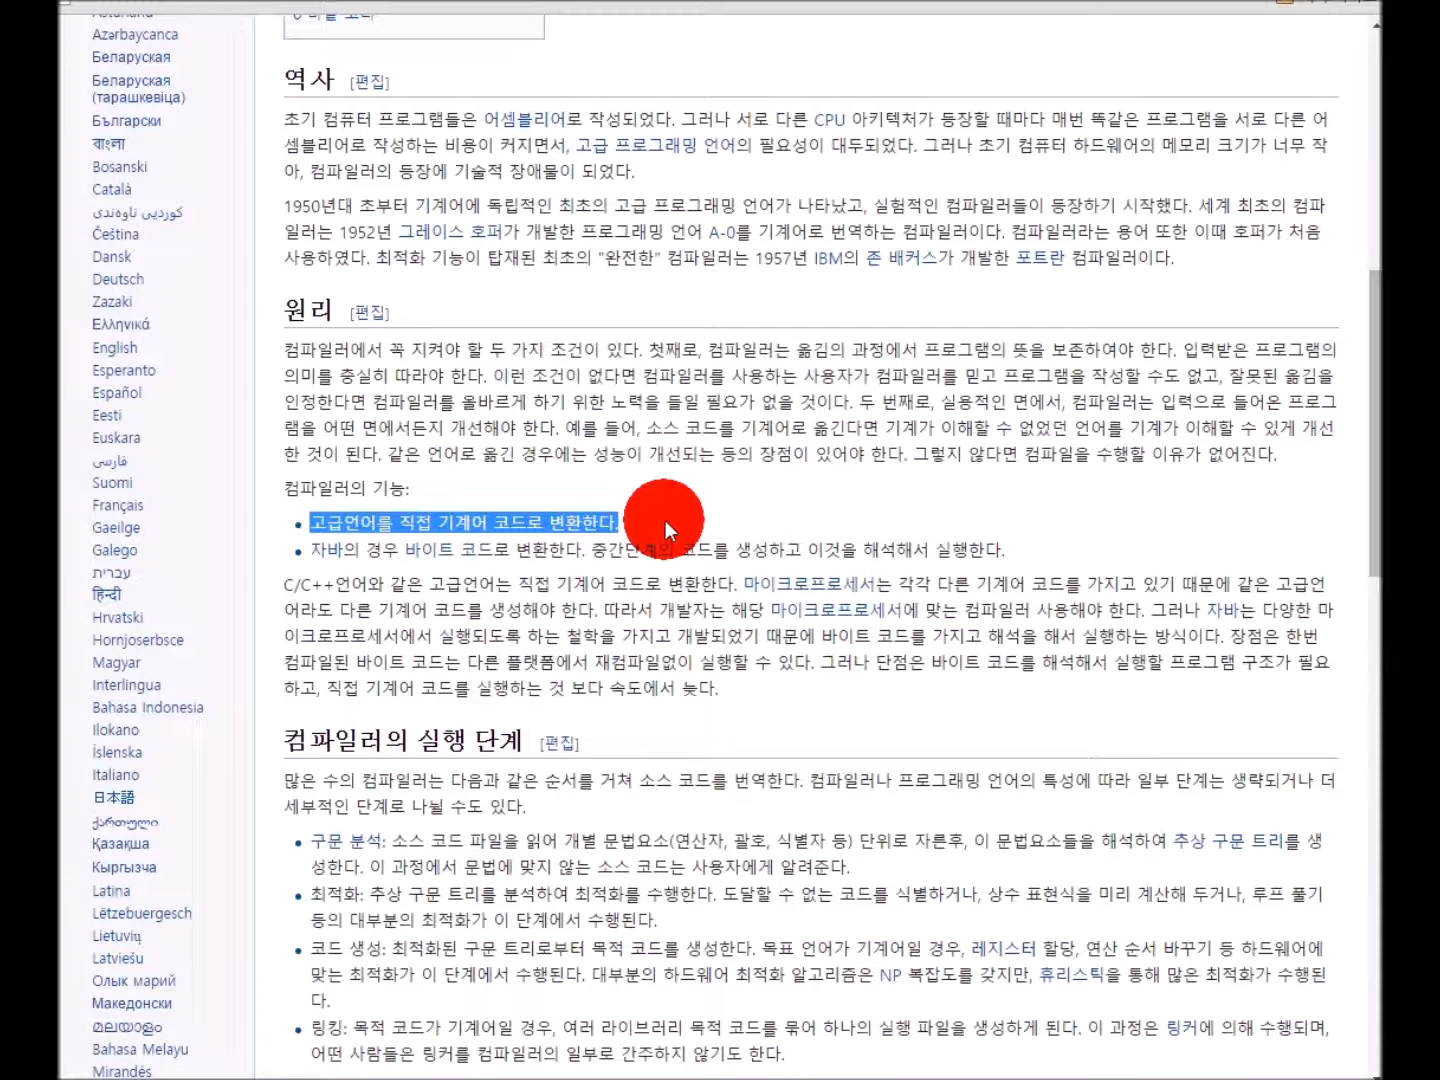 Azərbaycanca
Беларуская
Беларуская
(тарашкевіца)
Български
বাংলা
Bosanski
Català
کوردیی ناوەندی
Čeština
Dansk
Deutsch
Zazaki
Ελληνικά
English
Esperanto
Español
Eesti
Euskara
فارسی
Suomi
Français
Gaeilge
Galego
עברית
हिन्दी
Hrvatski
Hornjoserbsce
Magyar
Interlingua
Bahasa Indonesia
Ilokano
Íslenska
Italiano
日本語
ქართული
Қазақша
Кыргызча
Latina
Lëtzebuergesch
Lietuvių
Latviešu
Олык марий
Македонски
മലയാളം
Bahasa Melayu
Mirandés
역사 [편집]
초기 컴퓨터 프로그램들은 어셈블리어로 작성되었다. 그러나 서로 다른 CPU 아키텍처가 등장할 때마다 매번 똑같은 프로그램을 서로 다른 어
셈블리어로 작성하는 비용이 커지면서, 고급 프로그래밍 언어의 필요성이 대두되었다. 그러나 초기 컴퓨터 하드웨어의 메모리 크기가 너무 작
아, 컴파일러의 등장에 기술적 장애물이 되었다.
1950년대 초부터 기계어에 독립적인 최초의 고급 프로그래밍 언어가 나타났고, 실험적인 컴파일러들이 등장하기 시작했다. 세계 최초의 컴파
일러는 1952년 그레이스 호퍼가 개발한 프로그래밍 언어 A-0를 기계어로 번역하는 컴파일러이다. 컴파일러라는 용어 또한 이때 호퍼가 처음
사용하였다. 최적화 기능이 탑재된 최초의 "완전한" 컴파일러는 1957년 IBM의 존 배커스가 개발한 포트란 컴파일러이다.
원리 [편집]
컴파일러에서 꼭 지켜야 할 두 가지 조건이 있다. 첫째로, 컴파일러는 옮김의 과정에서 프로그램의 뜻을 보존하여야 한다. 입력받은 프로그램의
의미를 충실히 따라야 한다. 이런 조건이 없다면 컴파일러를 사용하는 사용자가 컴파일러를 믿고 프로그램을 작성할 수도 없고, 잘못된 옮김을
인정한다면 컴파일러를 올바르게 하기 위한 노력을 들일 필요가 없을 것이다. 두 번째로, 실용적인 면에서, 컴파일러는 입력으로 들어온 프로그
램을 어떤 면에서든지 개선해야 한다. 예를 들어, 소스 코드를 기계어로 옮긴다면 기계가 이해할 수 없었던 언어를 기계가 이해할 수 있게 개선
한 것이 된다. 같은 언어로 옮긴 경우에는 성능이 개선되는 등의 장점이 있어야 한다. 그렇지 않다면 컴파일을 수행할 이유가 없어진다.
컴파일러의 기능:
고급언어를 직접 기계어 코드로 변환한다.
자바의 경우 바이트 코드로 변환한다. 중간단계의 코드를 생성하고 이것을 해석해서 실행한다.
C/C++언어와 같은 고급언어는 직접 기계어 코드로 변환한다. 마이크로프로세서는 각각 다른 기계어 코드를 가지고 있기 때문에 같은 고급언
어라도 다른 기계어 코드를 생성해야 한다. 따라서 개발자는 해당 마이크로프로세서에 맞는 컴파일러 사용해야 한다. 그러나 자바는 다양한 마
이크로프로세서에서 실행되도록 하는 철학을 가지고 개발되었기 때문에 바이트 코드를 가지고 해석을 해서 실행하는 방식이다. 장점은 한번
컴파일된 바이트 코드는 다른 플랫폼에서 재컴파일없이 실행할 수 있다. 그러나 단점은 바이트 코드를 해석해서 실행할 프로그램 구조가 필요
하고, 직접 기계어 코드를 실행하는 것 보다 속도에서 늦다.
컴파일러의 실행 단계 [편집]
많은 수의 컴파일러는 다음과 같은 순서를 거쳐 소스 코드를 번역한다. 컴파일러나 프로그래밍 언어의 특성에 따라 일부 단계는 생략되거나 더
세부적인 단계로 나뉠 수도 있다.
구문 분석: 소스 코드 파일을 읽어 개별 문법요소(연산자, 괄호, 식별자 등) 단위로 자른후, 이 문법요소들을 해석하여 추상 구문 트리를 생
성한다. 이 과정에서 문법에 맞지 않는 소스 코드는 사용자에게 알려준다.
최적화: 추상 구문 트리를 분석하여 최적화를 수행한다. 도달할 수 없는 코드를 식별하거나, 상수 표현식을 미리 계산해 두거나, 루프 풀기
등의 대부분의 최적화가 이 단계에서 수행된다.
코드 생성: 최적화된 구문 트리로부터 목적 코드를 생성한다. 목표 언어가 기계어일 경우, 레지스터 할당, 연산 순서 바꾸기 등 하드웨어에
맞는 최적화가 이 단계에서 수행된다. 대부분의 하드웨어 최적화 알고리즘은 NP 복잡도를 갖지만, 휴리스틱을 통해 많은 최적화가 수행된
다.
링킹: 목적 코드가 기계어일 경우, 여러 라이브러리 목적 코드를 묶어 하나의 실행 파일을 생성하게 된다. 이 과정은 링커에 의해 수행되며,
어떤 사람들은 링커를 컴파일러의 일부로 간주하지 않기도 한다.